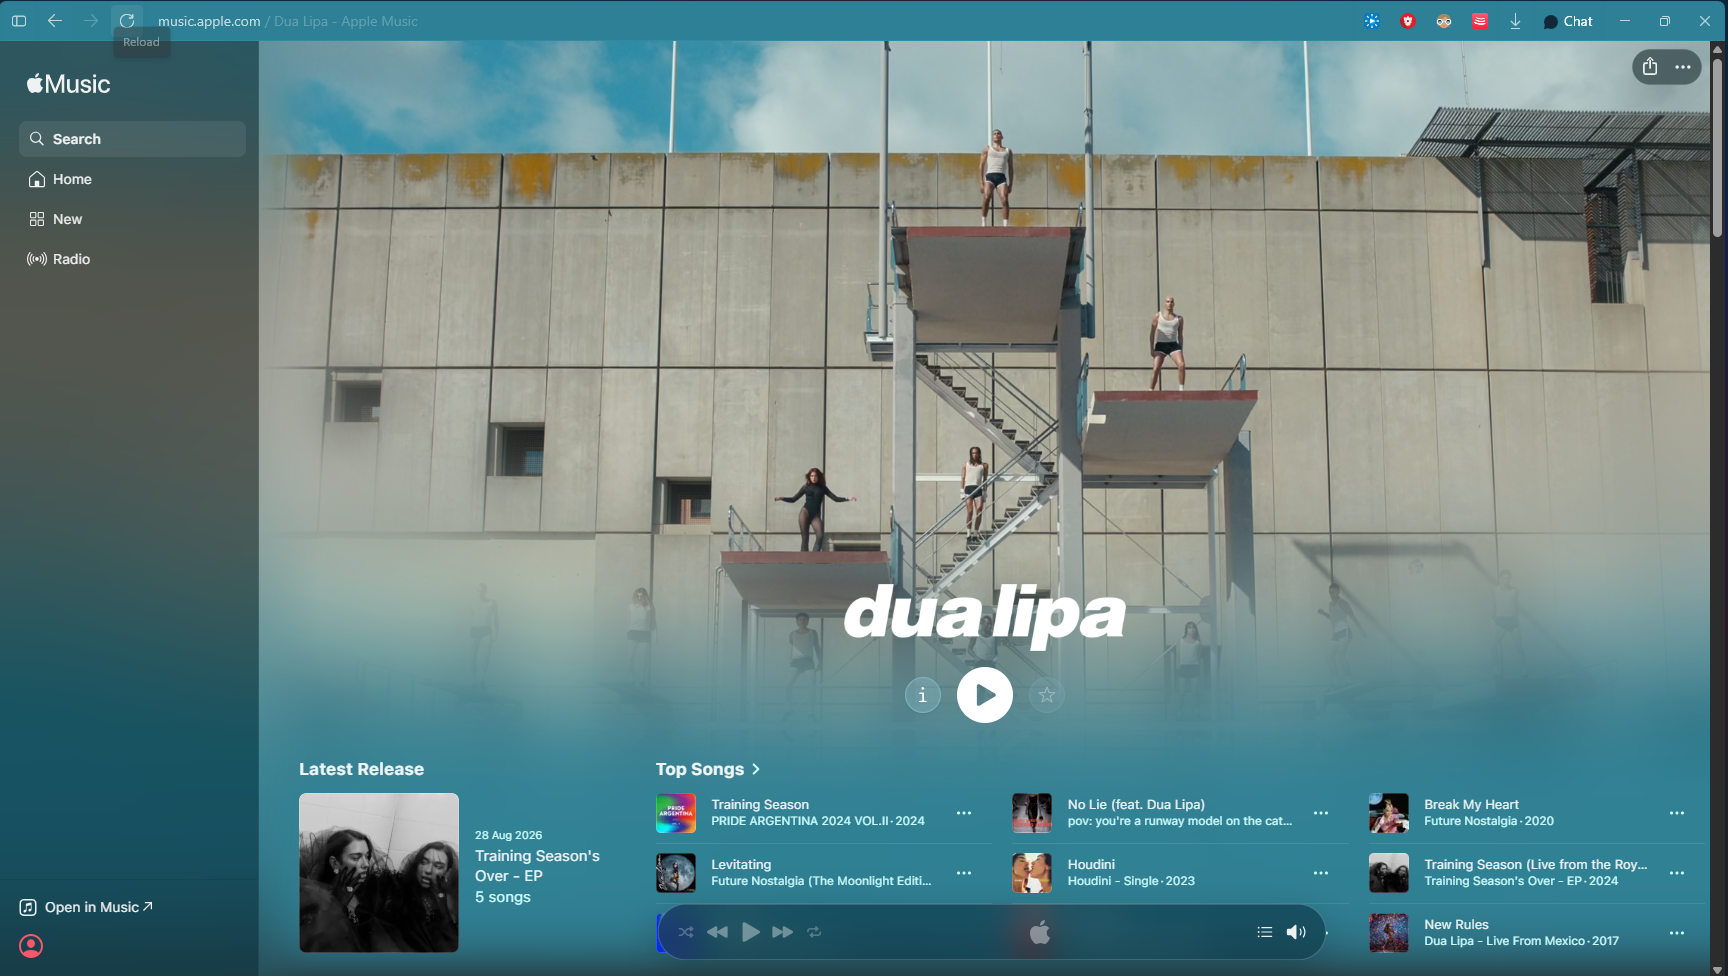 music.apple.com / Dua Lipa - Apple Music
Chat
Reload
Music
Search
Home
New
Radio
dua lipa
Latest Release
28 Aug 2026
Training Season's
Over - EP
5 songs
Top Songs
Training Season
PRIDE ARGENTINA 2024 VOL.II · 2024
No Lie (feat. Dua Lipa)
pov: you're a runway model on the cat...
Break My Heart
Future Nostalgia · 2020
Levitating
Future Nostalgia (The Moonlight Editi...
Houdini
Houdini - Single · 2023
Training Season (Live from the Roy...
Training Season's Over - EP · 2024
New Rules
Dua Lipa - Live From Mexico · 2017
PRIDE
ARGENTINA
Open in Music